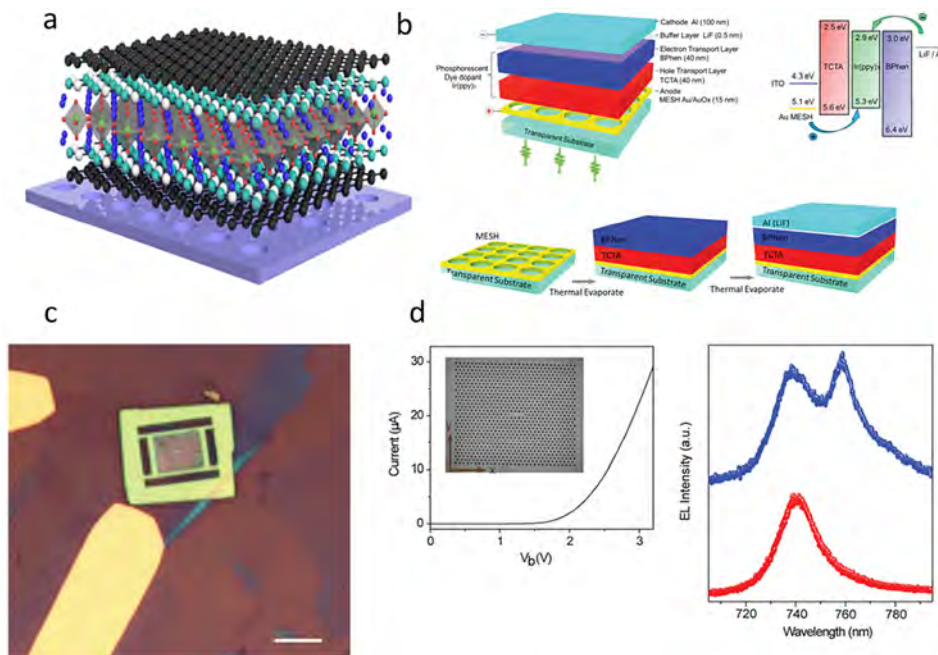 a
b
Cathode Al (100 nm)
Buffer Layer LiF (0.5 nm)
Electron Transport Layer
BPhen (40 nm)
Phosphorescent
Dye dopant
Ir(ppy)₃
Hole Transport Layer
TCTA (40 nm)
Anode
MESH Au/AuOx (15 nm)
Transparent Substrate
2.5 eV
2.9 eV
3.0 eV
TCTA
Ir(ppy)₃
BPhen
LiF / A
ITO
4.3 eV
5.1 eV
Au MESH
5.6 eV
5.3 eV
6.4 eV
MESH
Transparent Substrate
Thermal Evaporate
BPhen
TCTA
Transparent Substrate
Thermal Evaporate
Al (LiF)
BPhen
TCTA
Transparent Substrate
c
d
Current (µA)
30
20
10
0
0
1
2
3
V_b(V)
x
EL Intensity (a.u.)
720
740
760
780
Wavelength (nm)